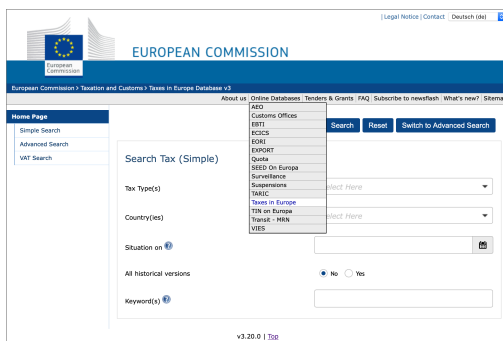 | Legal Notice | Contact Deutsch (de)
EUROPEAN COMMISSION
European
Commission
European Commission > Taxation and Customs > Taxes in Europe Database v3
About us | Online Databases | Tenders & Grants | FAQ | Subscribe to newsflash | What's new? |
Home Page
Simple Search
Advanced Search
VAT Search
AEO
Customs Offices
EBTI
ECICS
EORI
EXPORT
Quota
SEED On Europa
Surveillance
Suspensions
TARIC
Taxes in Europe
TIN on Europa
Transit - MRN
VIES
Search Reset Switch to Advanced Search
Search Tax (Simple)
Tax Type(s) Here
Country(ies) Here
Situation on
All historical versions No Yes
Keyword(s)
v3.20.0 | Top